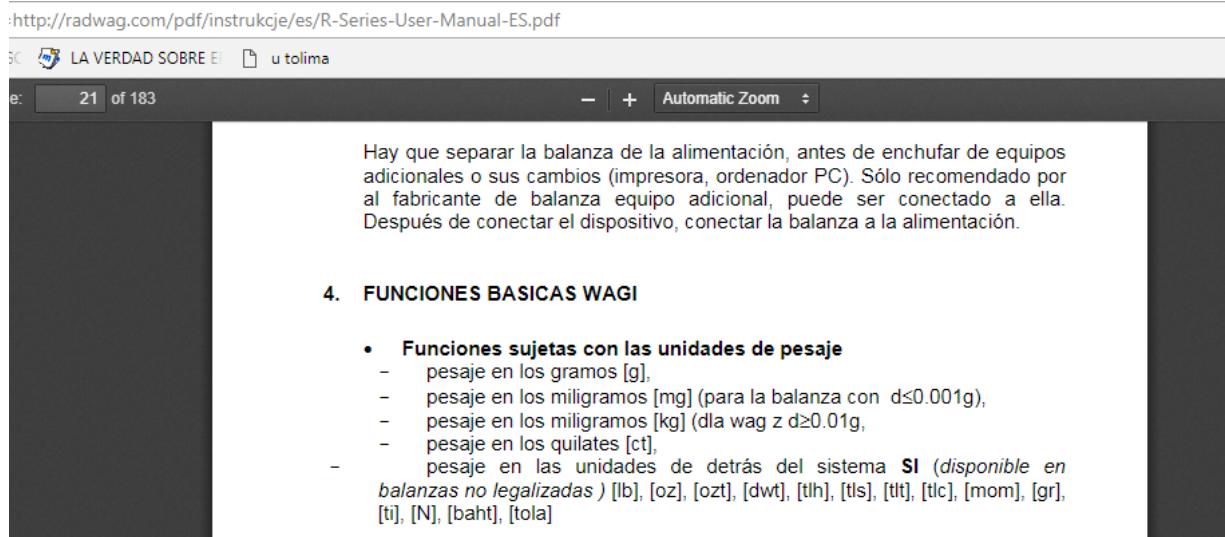 http://radwag.com/pdf/instrukcje/es/R-Series-User-Manual-ES.pdf
LA VERDAD SOBRE E
u tolima
e: 21 of 183
Automatic Zoom
Hay que separar la balanza de la alimentación, antes de enchufar de equipos
adicionales o sus cambios (impresora, ordenador PC). Sólo recomendado por
al fabricante de balanza equipo adicional, puede ser conectado a ella.
Después de conectar el dispositivo, conectar la balanza a la alimentación.
4. FUNCIONES BASICAS WAGI
• Funciones sujetas con las unidades de pesaje
− pesaje en los gramos [g],
− pesaje en los miligramos [mg] (para la balanza con d≤0.001g),
− pesaje en los miligramos [kg] (dla wag z d≥0.01g,
− pesaje en los quilates [ct],
− pesaje en las unidades de detrás del sistema SI (disponible en
balanzas no legalizadas ) [lb], [oz], [ozt], [dwt], [tlh], [tls], [tlt], [tlc], [mom], [gr],
[ti], [N], [baht], [tola]